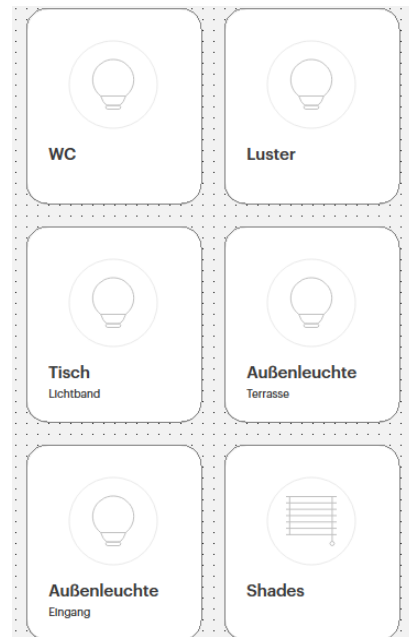 WC
Luster
Tisch
Lichtband
Außenleuchte
Terrasse
Außenleuchte
Eingang
Shades